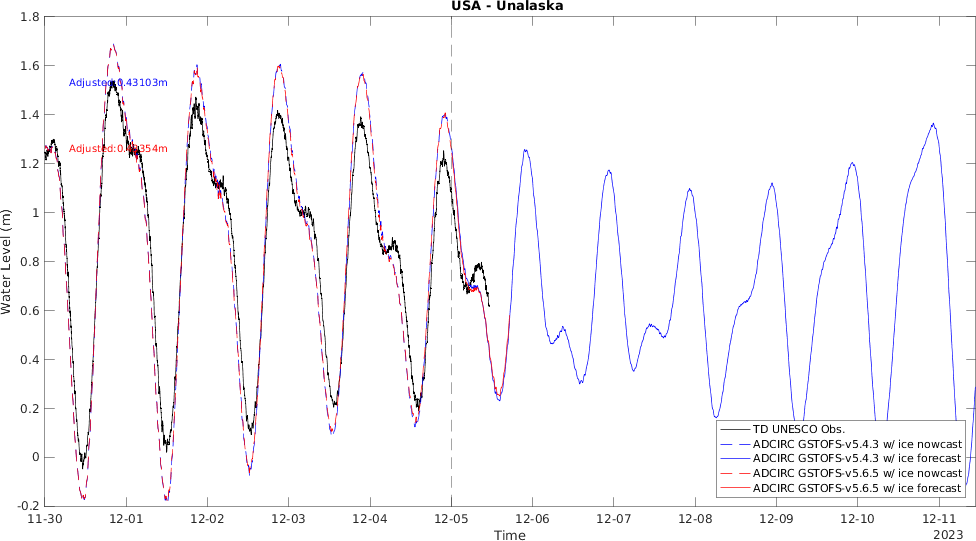 USA - Unalaska
Water Level (m)
1.8
1.6
1.4
1.2
1
0.8
0.6
0.4
0.2
0
-0.2
Adjusted:0.43103m
11-30
12-01
12-02
12-03
12-04
12-05
12-06
12-07
12-08
12-09
12-10
12-11
Time
2023
TD UNESCO Obs.
ADCIRC GSTOFS-v5.4.3 w/ ice nowcast
ADCIRC GSTOFS-v5.4.3 w/ ice forecast
ADCIRC GSTOFS-v5.6.5 w/ ice nowcast
ADCIRC GSTOFS-v5.6.5 w/ ice forecast